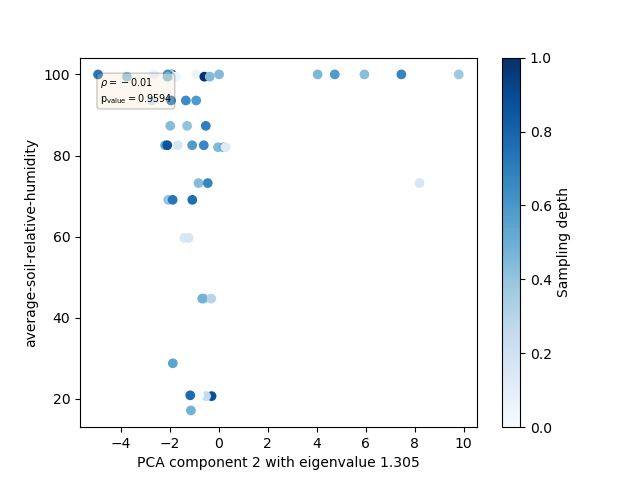 ρ = −0.01
p_value = 0.9594
100
80
60
40
20
average-soil-relative-humidity
−4 −2 0 2 4 6 8 10
PCA component 2 with eigenvalue 1.305
1.0
0.8
0.6
0.4
0.2
0.0
Sampling depth